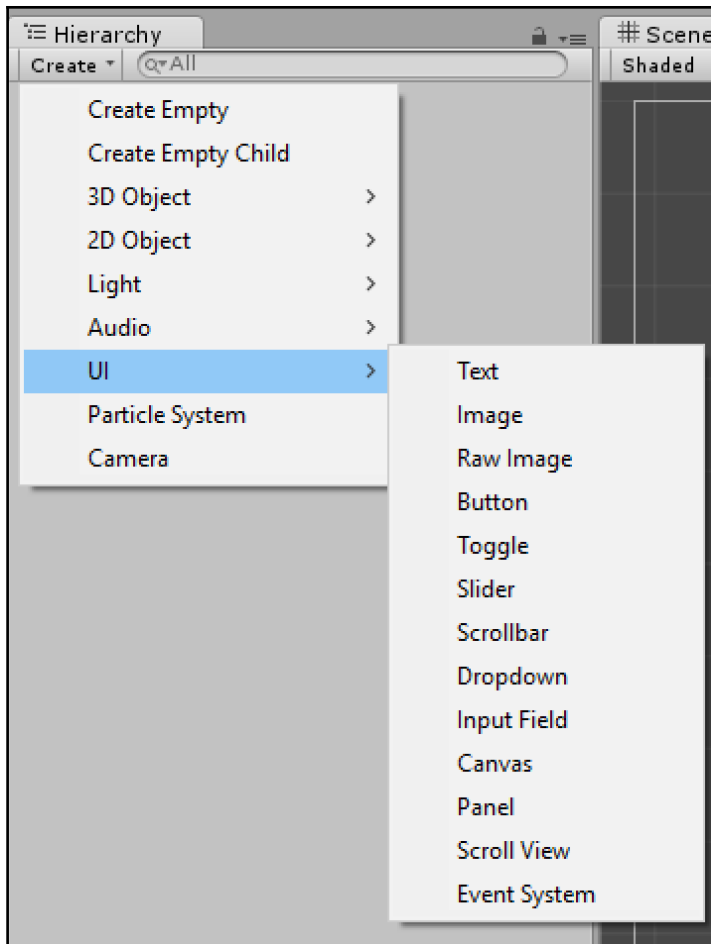 Hierarchy
Scene
Create
All
Shaded
Create Empty
Create Empty Child
3D Object
2D Object
Light
Audio
UI
Particle System
Camera
Text
Image
Raw Image
Button
Toggle
Slider
Scrollbar
Dropdown
Input Field
Canvas
Panel
Scroll View
Event System